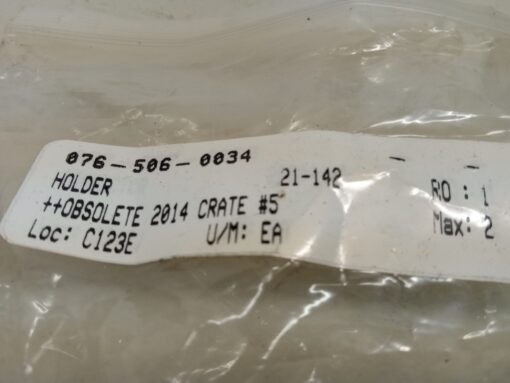 076-506-0034
HOLDER 21-142 RO : 1
++OBSOLETE 2014 CRATE #5 Max: 2
Loc: C123E U/M: EA